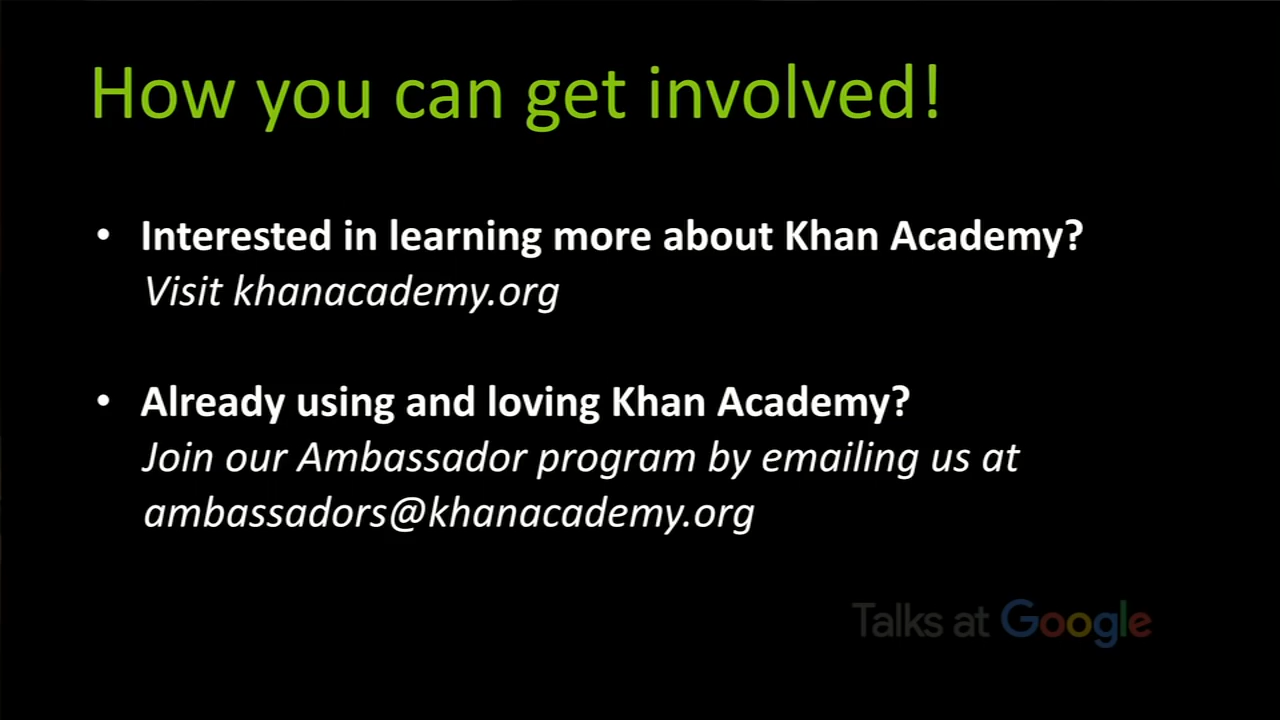 How you can get involved!
• Interested in learning more about Khan Academy?
Visit khanacademy.org
• Already using and loving Khan Academy?
Join our Ambassador program by emailing us at
ambassadors@khanacademy.org
Talks at Google